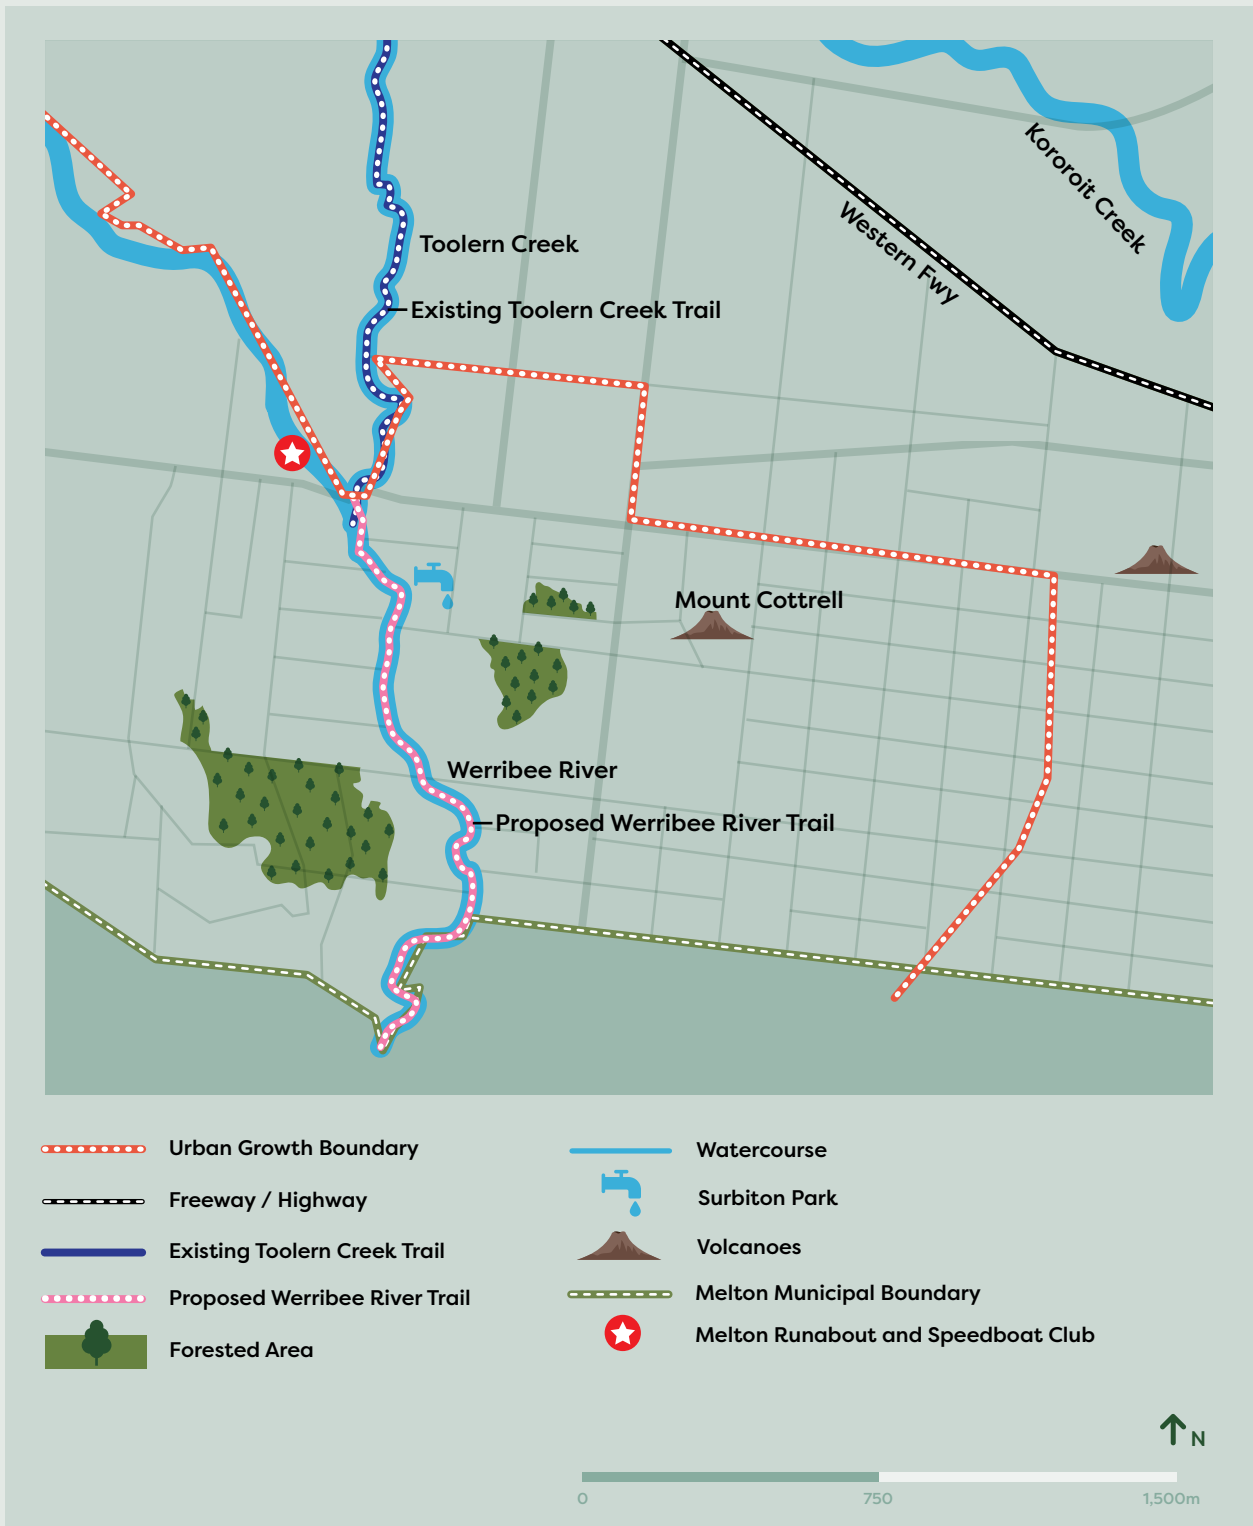 Kororoit Creek
Western Fwy
Toolern Creek
Existing Toolern Creek Trail
Mount Cottrell
Werribee River
Proposed Werribee River Trail
Urban Growth Boundary
Freeway / Highway
Existing Toolern Creek Trail
Proposed Werribee River Trail
Forested Area
Watercourse
Surbiton Park
Volcanoes
Melton Municipal Boundary
Melton Runabout and Speedboat Club
N
0 750 1,500m